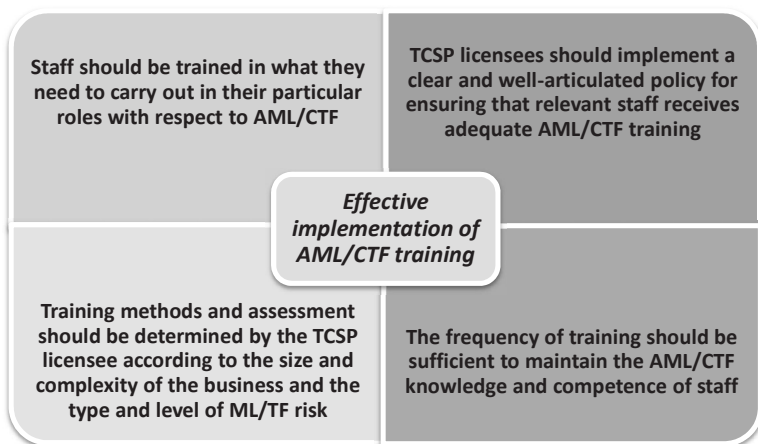 Staff should be trained in what they
need to carry out in their particular
roles with respect to AML/CTF
TCSP licensees should implement a
clear and well-articulated policy for
ensuring that relevant staff receives
adequate AML/CTF training
Effective
implementation of
AML/CTF training
Training methods and assessment
should be determined by the TCSP
licensee according to the size and
complexity of the business and the
type and level of ML/TF risk
The frequency of training should be
sufficient to maintain the AML/CTF
knowledge and competence of staff